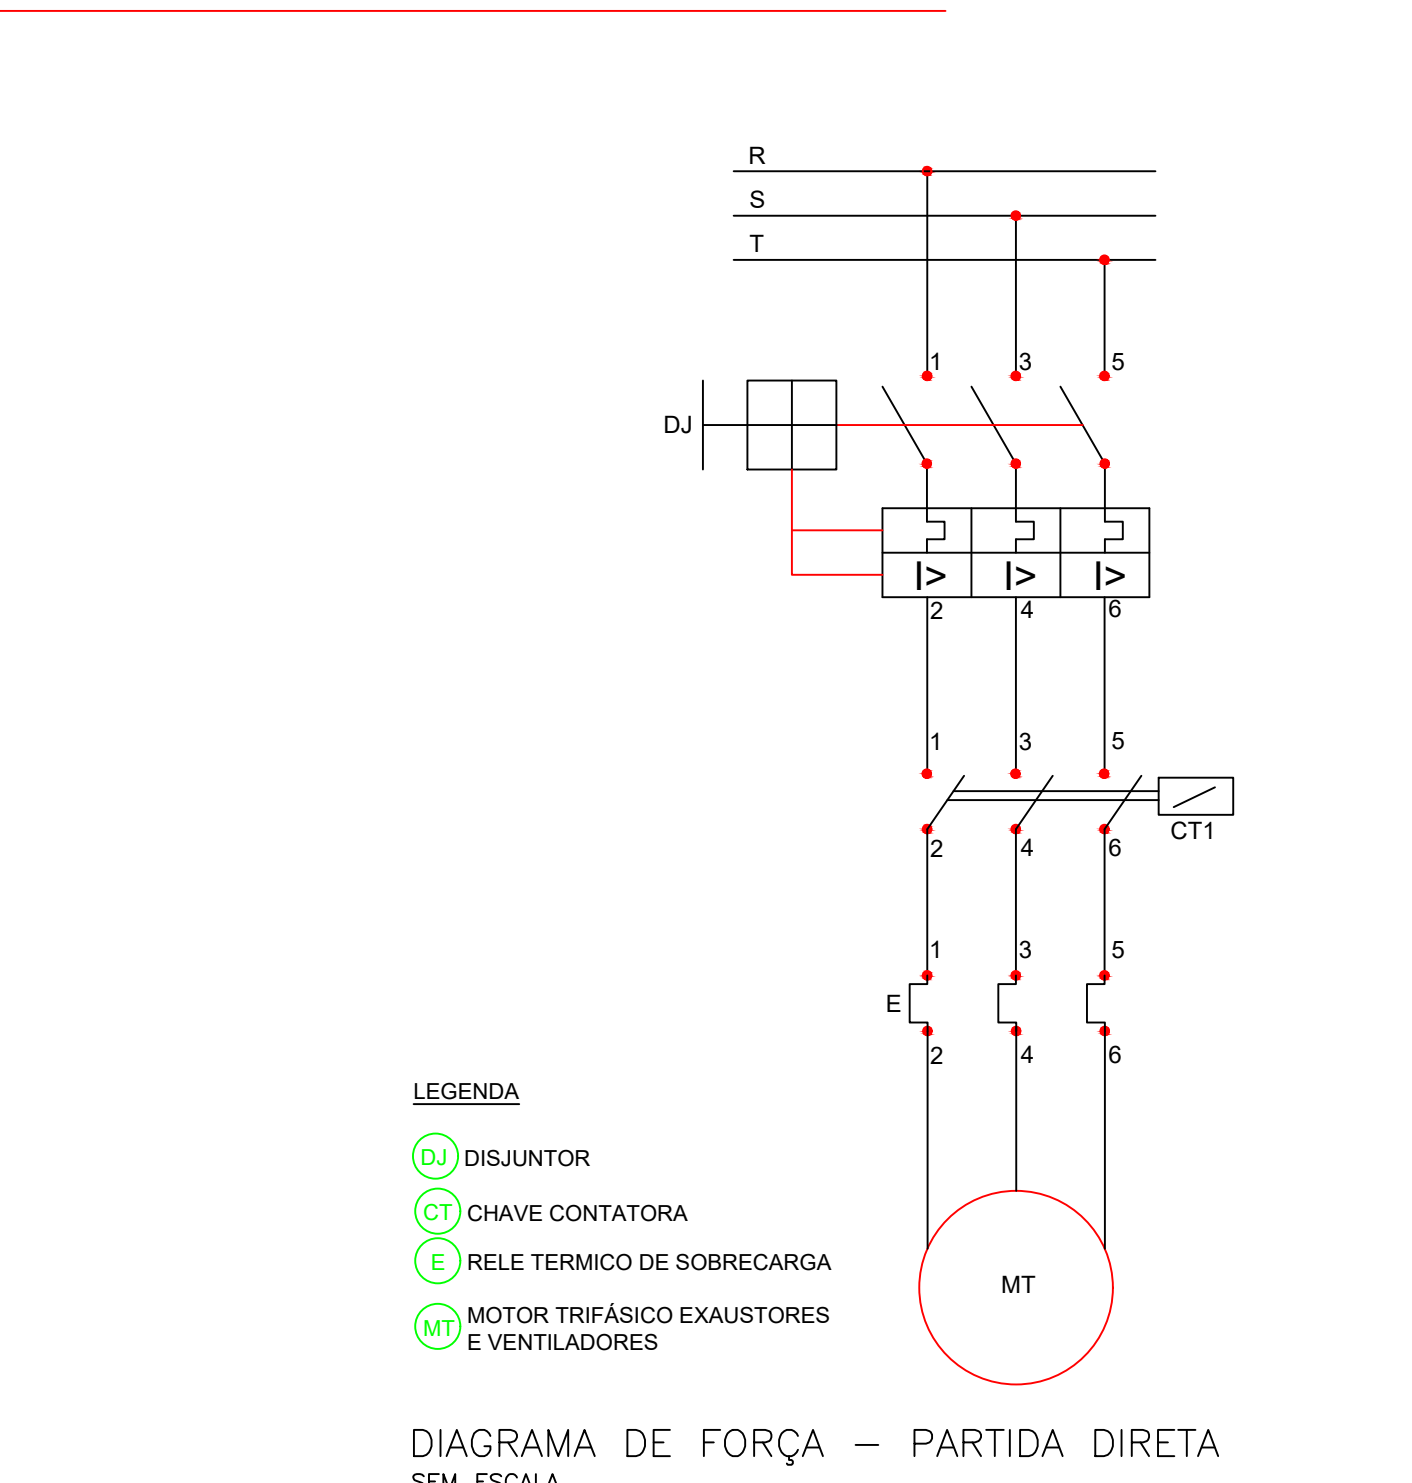 R
S
T
1 3 5
DJ
|> |> |>
2 4 6
1 3 5
CT1
2 4 6
1 3 5
E
2 4 6
LEGENDA
DJ DISJUNTOR
CT CHAVE CONTATORA
E RELE TERMICO DE SOBRECARGA
MT MOTOR TRIFÁSICO EXAUSTORES
E VENTILADORES
MT
DIAGRAMA DE FORÇA – PARTIDA DIRETA
SEM ESCALA